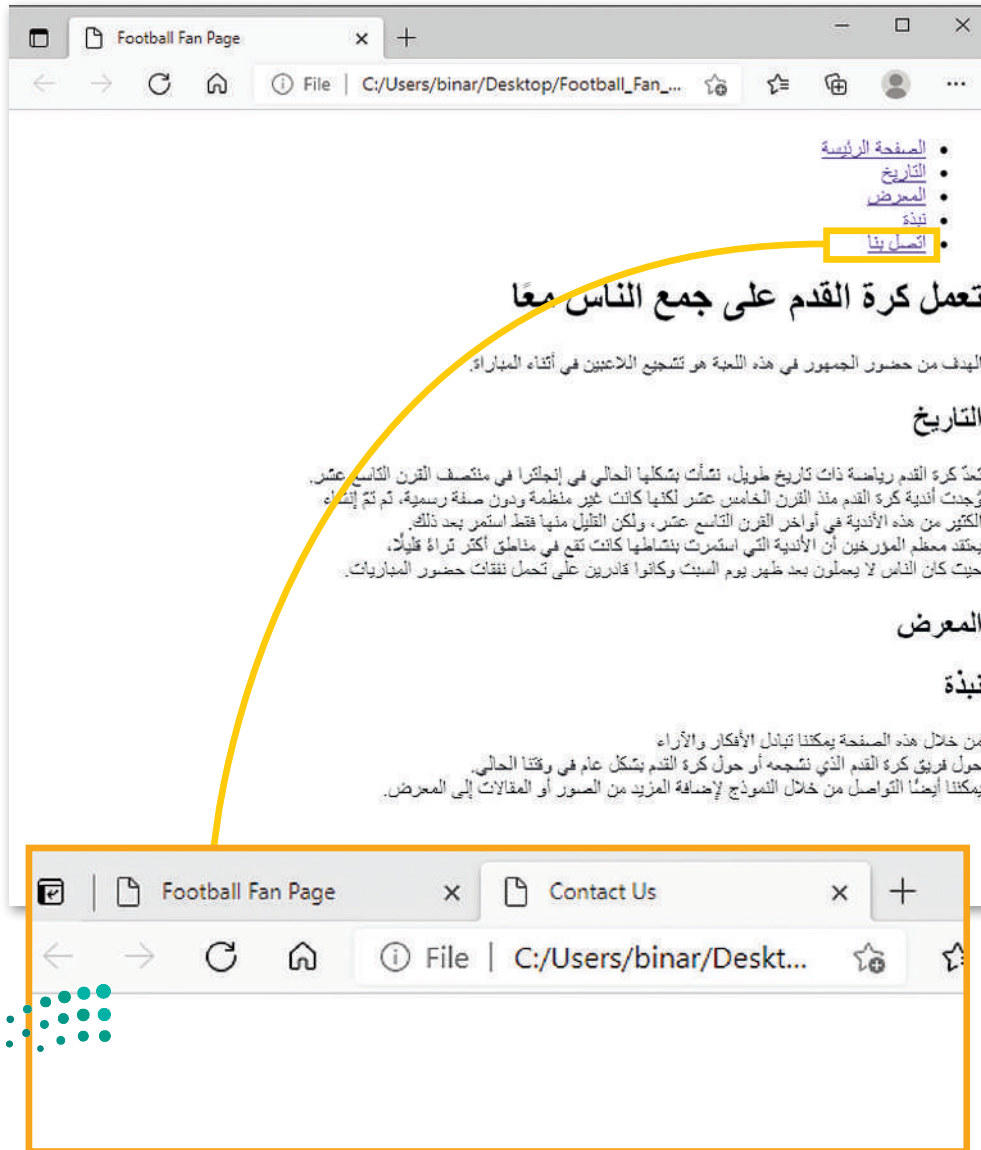 Football Fan Page
File | C:/Users/binar/Desktop/Football_Fan_...
الصفحة الرئيسة
التاريخ
المعرض
نبذة
اتصل بنا
تعمل كرة القدم على جمع الناس معًا
الهدف من حضور الجمهور في هذه اللعبة هو تشجيع اللاعبين في أثناء المباراة.
التاريخ
تعدّ كرة القدم رياضة ذات تاريخ طويل، نشأت بشكلها الحالي في إنجلترا في منتصف القرن التاسع عشر.
وُجدت أندية كرة القدم منذ القرن الخامس عشر لكنها كانت غير منظمة ودون صفة رسمية، ثم تمّ إنشاء
الكثير من هذه الأندية في أواخر القرن التاسع عشر، ولكن القليل منها فقط استمر بعد ذلك.
يعتقد معظم المؤرخين أن الأندية التي استمرت بنشاطها كانت تقع في مناطق أكثر ثراءً قليلًا،
حيث كان الناس لا يعملون بعد ظهر يوم السبت وكانوا قادرين على تحمل نفقات حضور المباريات.
المعرض
نبذة
من خلال هذه الصفحة يمكننا تبادل الأفكار والآراء
حول فريق كرة القدم الذي نشجعه أو حول كرة القدم بشكل عام في وقتنا الحالي.
يمكننا أيضًا التواصل من خلال النموذج لإضافة المزيد من الصور أو المقالات إلى المعرض.
Football Fan Page
Contact Us
File | C:/Users/binar/Deskt...